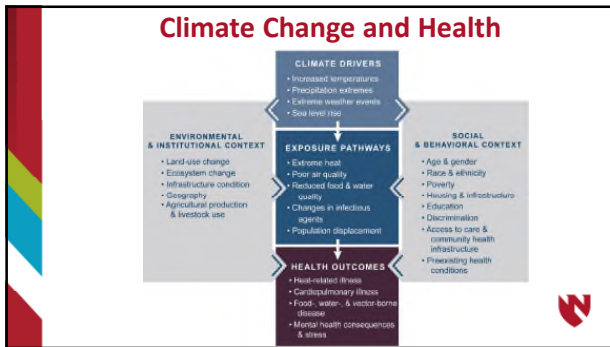 Climate Change and Health
CLIMATE DRIVERS
• Increased temperatures
• Precipitation extremes
• Extreme weather events
• Sea level rise
ENVIRONMENTAL
& INSTITUTIONAL CONTEXT
• Land-use change
• Ecosystem change
• Infrastructure condition
• Geography
• Agricultural production
& livestock use
EXPOSURE PATHWAYS
• Extreme heat
• Poor air quality
• Reduced food & water
quality
• Changes in infectious
agents
• Population displacement
SOCIAL
& BEHAVIORAL CONTEXT
• Age & gender
• Race & ethnicity
• Poverty
• Housing & infrastructure
• Education
• Discrimination
• Access to care &
community health
infrastructure
• Preexisting health
conditions
HEALTH OUTCOMES
• Heat-related illness
• Cardiopulmonary illness
• Food-, water-, & vector-borne
disease
• Mental health consequences
& stress
N